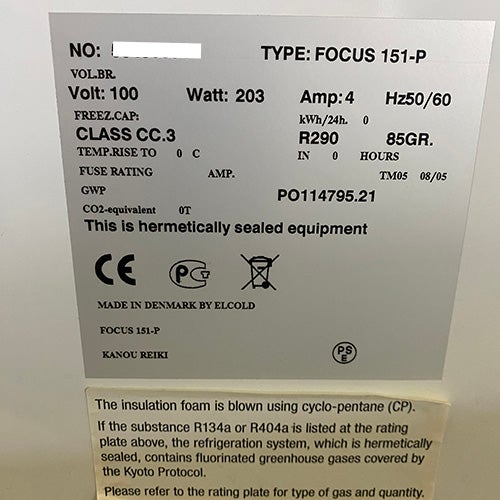 NO:
TYPE: FOCUS 151-P
VOL.BR.
Volt: 100 Watt: 203 Amp: 4 Hz50/60
FREEZ.CAP: kWh/24h. 0
CLASS CC.3 R290 85GR.
TEMP.RISE TO 0 C IN 0 HOURS
FUSE RATING AMP. TM05 08/05
GWP PO114795.21
CO2-equivalent 0T
This is hermetically sealed equipment
CE PCT
MADE IN DENMARK BY ELCOLD
FOCUS 151-P
KANOU REIKI PSE
The insulation foam is blown using cyclo-pentane (CP).
If the substance R134a or R404a is listed at the rating
plate above, the refrigeration system, which is hermetically
sealed, contains fluorinated greenhouse gases covered by
the Kyoto Protocol.
Please refer to the rating plate for type of gas and quantity.